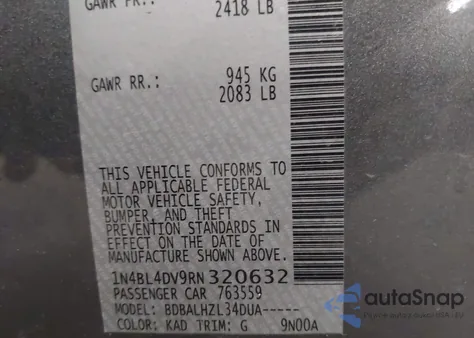 GAWR FR.: 2418 LB
GAWR RR.: 945 KG
2083 LB
THIS VEHICLE CONFORMS TO
ALL APPLICABLE FEDERAL
MOTOR VEHICLE SAFETY,
BUMPER, AND THEFT
PREVENTION STANDARDS IN
EFFECT ON THE DATE OF
MANUFACTURE SHOWN ABOVE.
1N4BL4DV9RN320632
PASSENGER CAR 763559
MODEL: BDBALHZL34DUA-----
COLOR: KAD TRIM: G 9N00A
autoSnap